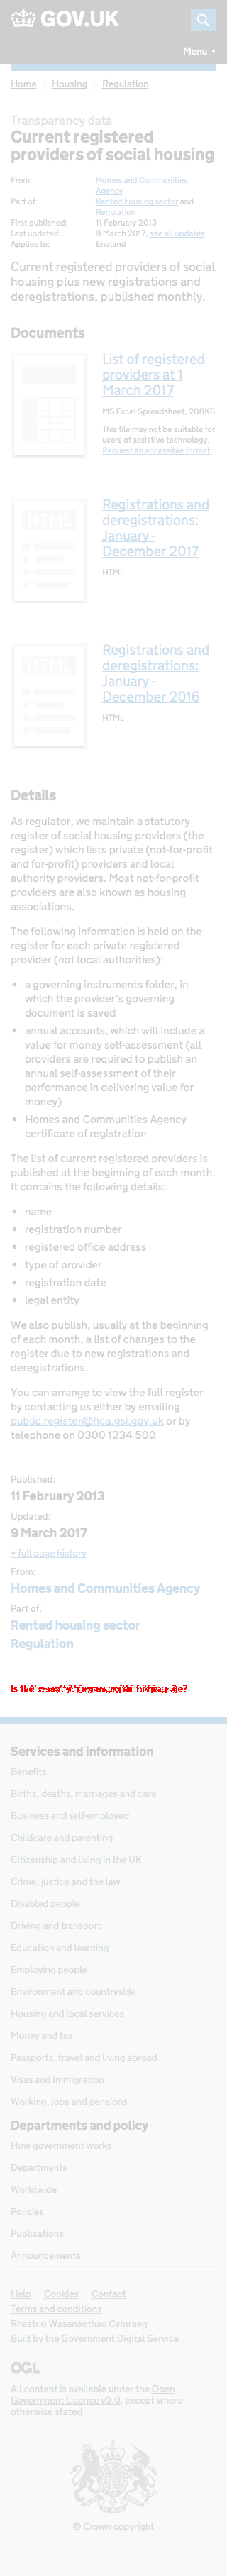 GOV.UK
Menu ▼
Home > Housing > Regulation
Transparency data
Current registered
providers of social housing
From: Homes and Communities
Agency
Part of: Rented housing sector and
Regulation
First published: 11 February 2013
Last updated: 9 March 2017, see all updates
Applies to: England
Current registered providers of social
housing plus new registrations and
deregistrations, published monthly.
Documents
List of registered
providers at 1
March 2017
MS Excel Spreadsheet, 208KB
This file may not be suitable for
users of assistive technology.
Request an accessible format.
HTML
Registrations and
deregistrations:
January -
December 2017
HTML
HTML
Registrations and
deregistrations:
January -
December 2016
HTML
Details
As regulator, we maintain a statutory
register of social housing providers (the
register) which lists private (not-for-profit
and for-profit) providers and local
authority providers. Most not-for-profit
providers are also known as housing
associations.
The following information is held on the
register for each private registered
provider (not local authorities):
• a governing instruments folder, in
which the provider's governing
document is saved
• annual accounts, which will include a
value for money self-assessment (all
providers are required to publish an
annual self-assessment of their
performance in delivering value for
money)
• Homes and Communities Agency
certificate of registration
The list of current registered providers is
published at the beginning of each month.
It contains the following details:
• name
• registration number
• registered office address
• type of provider
• registration date
• legal entity
We also publish, usually at the beginning
of each month, a list of changes to the
register due to new registrations and
deregistrations.
You can arrange to view the full register
by contacting us either by emailing
public.register@hca.gsi.gov.uk or by
telephone on 0300 1234 500
Published:
11 February 2013
Updated:
9 March 2017
+ full page history
From:
Homes and Communities Agency
Part of:
Rented housing sector
Regulation
Is
Services and information
Benefits
Births, deaths, marriages and care
Business and self-employed
Childcare and parenting
Citizenship and living in the UK
Crime, justice and the law
Disabled people
Driving and transport
Education and learning
Employing people
Environment and countryside
Housing and local services
Money and tax
Passports, travel and living abroad
Visas and immigration
Working, jobs and pensions
Departments and policy
How government works
Departments
Worldwide
Policies
Publications
Announcements
Help Cookies Contact
Terms and conditions
Rhestr o Wasanaethau Cymraeg
Built by the Government Digital Service
OGL
All content is available under the Open
Government Licence v3.0, except where
otherwise stated
© Crown copyright